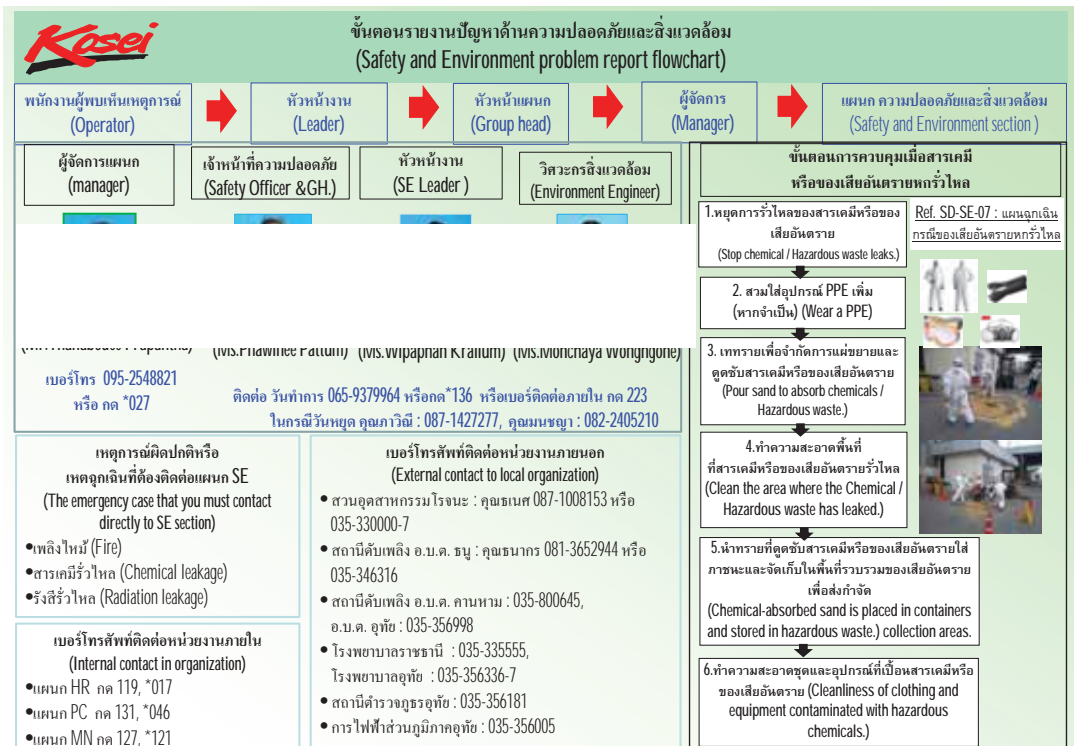 Kosei
ขั้นตอนรายงานปัญหาด้านความปลอดภัยและสิ่งแวดล้อม
(Safety and Environment problem report flowchart)
พนักงานผู้พบเห็นเหตุการณ์
(Operator)
หัวหน้างาน
(Leader)
หัวหน้าแผนก
(Group head)
ผู้จัดการ
(Manager)
แผนก ความปลอดภัยและสิ่งแวดล้อม
(Safety and Environment section )
ผู้จัดการแผนก
(manager)
เจ้าหน้าที่ความปลอดภัย
(Safety Officer &GH.)
หัวหน้างาน
(SE Leader )
วิศวะกรสิ่งแวดล้อม
(Environment Engineer)
(Ms.Phawinee Pattum) (Ms.Wipaphan Kraifum) (Ms.Monchaya Wonghgone)
เบอร์โทร 095-2548821
หรือ กด *027
ติดต่อ วันทำการ 065-9379964 หรือกด*136 หรือเบอร์ติดต่อภายใน กด 223
ในกรณีวันหยุด คุณภาวิณี : 087-1427277, คุณมนชญา : 082-2405210
เหตุการณ์ผิดปกติหรือ
เหตุฉุกเฉินที่ต้องติดต่อแผนก SE
(The emergency case that you must contact
directly to SE section)
•เพลิงไหม้ (Fire)
•สารเคมีรั่วไหล (Chemical leakage)
•รังสีรั่วไหล (Radiation leakage)
เบอร์โทรศัพท์ติดต่อหน่วยงานภายใน
(Internal contact in organization)
•แผนก HR กด 119, *017
•แผนก PC กด 131, *046
•แผนก MN กด 127, *121
เบอร์โทรศัพท์ติดต่อหน่วยงานภายนอก
(External contact to local organization)
• สวนอุตสาหกรรมโรจนะ : คุณธเนศ 087-1008153 หรือ
035-330000-7
• สถานีดับเพลิง อ.บ.ต. ธนู : คุณธนากร 081-3652944 หรือ
035-346316
• สถานีดับเพลิง อ.บ.ต. คานหาม : 035-800645,
อ.บ.ต. อุทัย : 035-356998
• โรงพยาบาลราชธานี : 035-335555,
โรงพยาบาลอุทัย : 035-356336-7
• สถานีตำรวจภูธรอุทัย : 035-356181
• การไฟฟ้าส่วนภูมิภาคอุทัย : 035-356005
ขั้นตอนการควบคุมเมื่อสารเคมี
หรือของเสียอันตรายหกรั่วไหล
1.หยุดการรั่วไหลของสารเคมีหรือของ
เสียอันตราย
(Stop chemical / Hazardous waste leaks.)
Ref. SD-SE-07 : แผนฉุกเฉิน
กรณีของเสียอันตรายหกรั่วไหล
2. สวมใส่อุปกรณ์ PPE เพิ่ม
(หากจำเป็น) (Wear a PPE)
3. เททรายเพื่อจำกัดการแผ่ขยายและ
ดูดซับสารเคมีหรือของเสียอันตราย
(Pour sand to absorb chemicals /
Hazardous waste.)
4.ทำความสะอาดพื้นที่
ที่สารเคมีหรือของเสียอันตรายรั่วไหล
(Clean the area where the Chemical /
Hazardous waste has leaked.)
5.นำทรายที่ดูดซับสารเคมีหรือของเสียอันตรายใส่
ภาชนะและจัดเก็บในพื้นที่รวบรวมของเสียอันตราย
เพื่อส่งกำจัด
(Chemical-absorbed sand is placed in containers
and stored in hazardous waste.) collection areas.
6.ทำความสะอาดชุดและอุปกรณ์ที่เปื้อนสารเคมีหรือ
ของเสียอันตราย (Cleanliness of clothing and
equipment contaminated with hazardous
chemicals.)